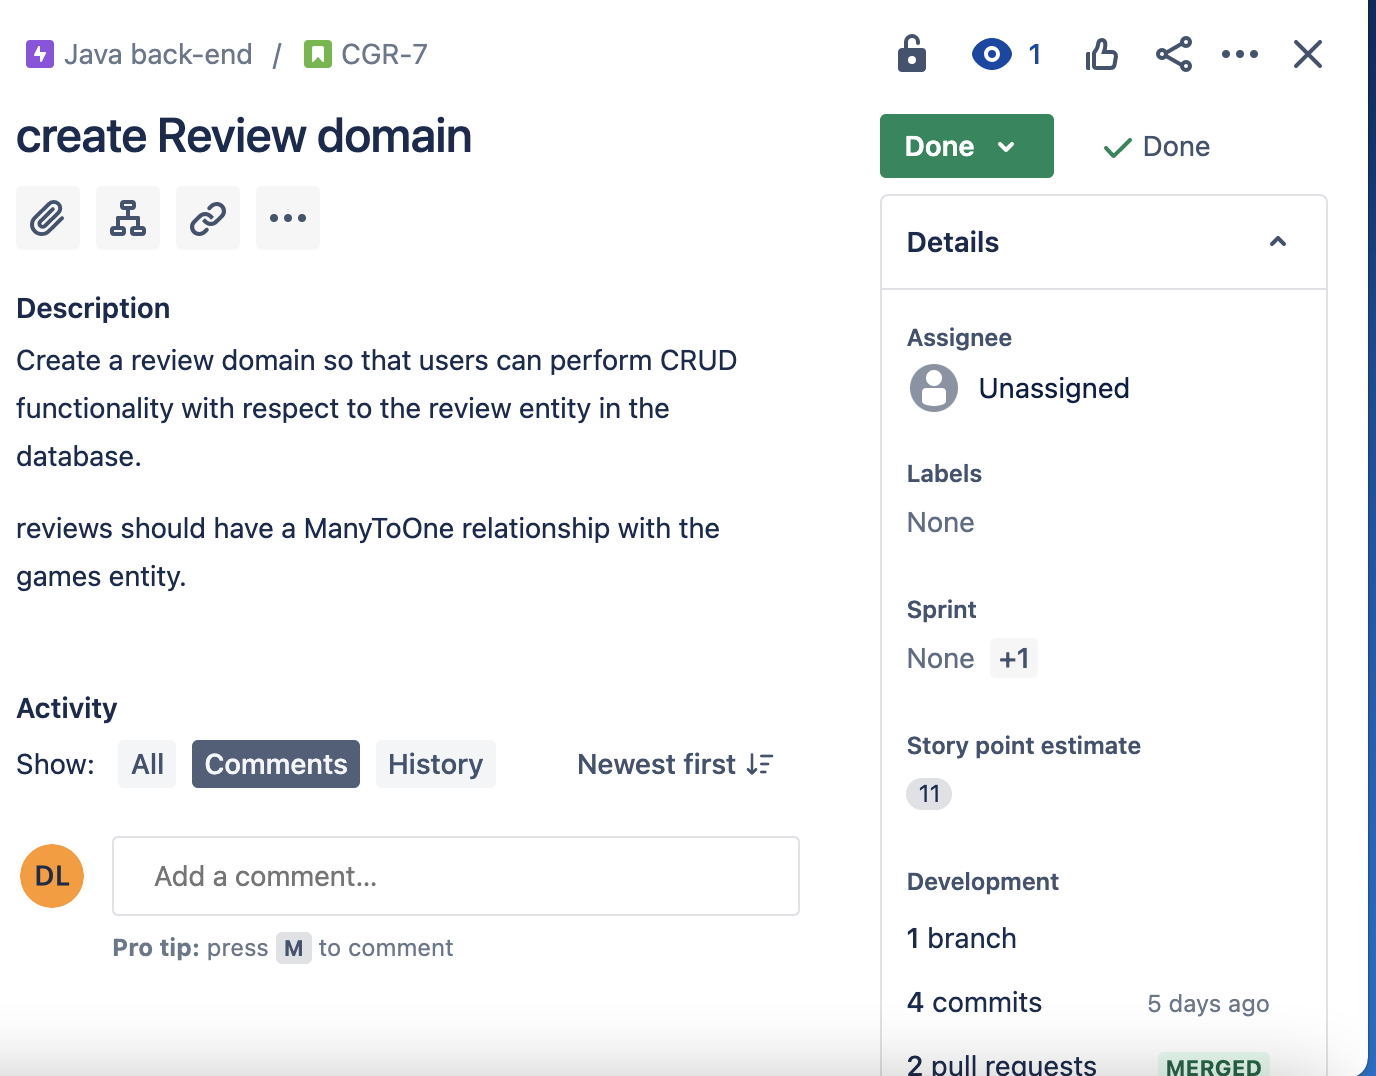 Java back-end / CGR-7
1
create Review domain
Done
Done
Description
Create a review domain so that users can perform CRUD
functionality with respect to the review entity in the
database.
reviews should have a ManyToOne relationship with the
games entity.
Activity
Show: All Comments History Newest first
DL
Add a comment...
Pro tip: press M to comment
Details
Assignee
Unassigned
Labels
None
Sprint
None +1
Story point estimate
11
Development
1 branch
4 commits 5 days ago
2 pull requests MERGED